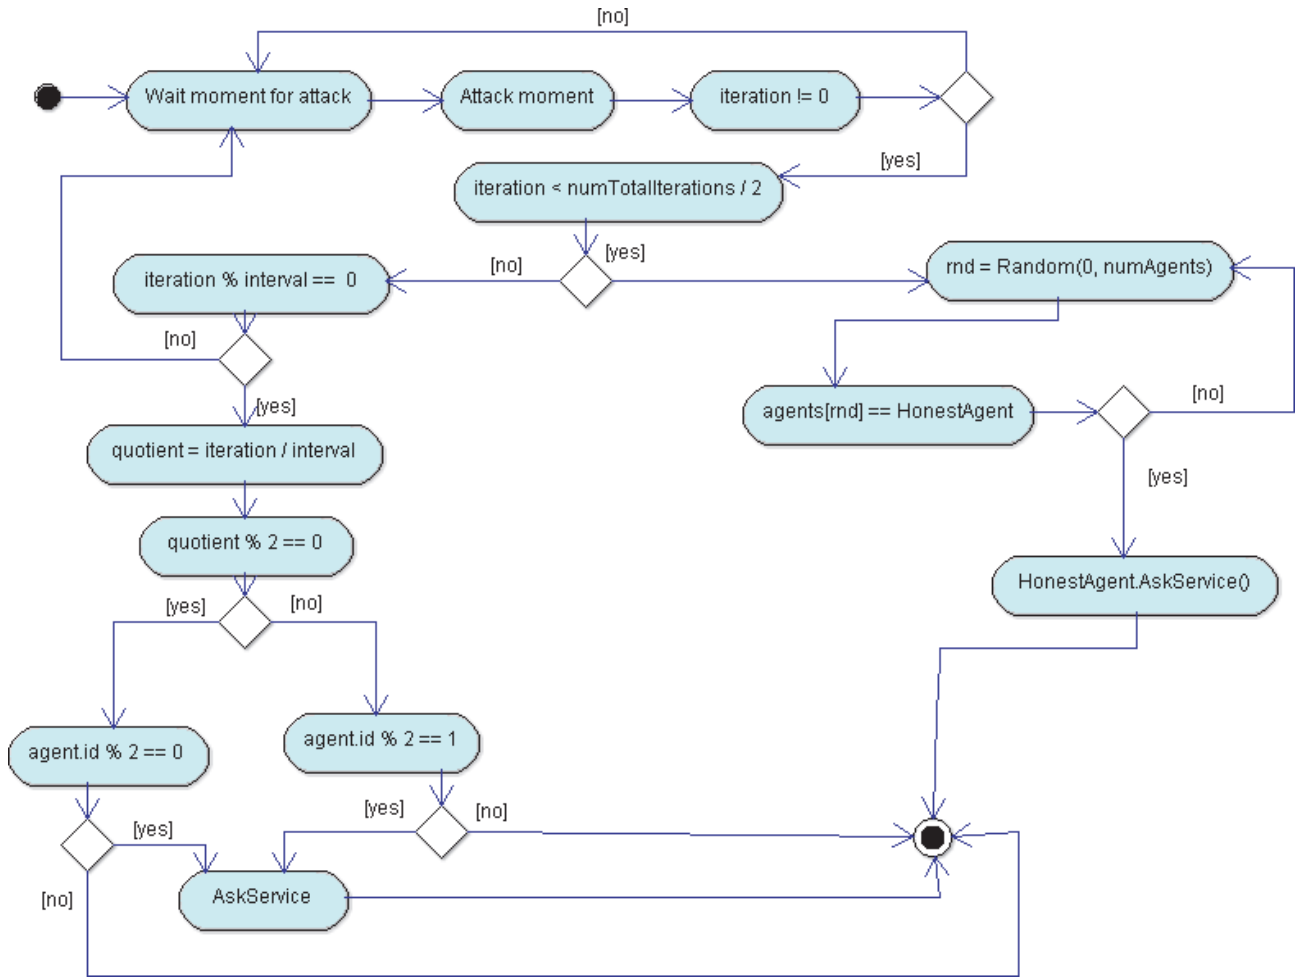 [no]
Wait moment for attack
Attack moment
iteration != 0
[yes]
iteration < numTotalIterations / 2
[yes]
[no]
rnd = Random(0, numAgents)
iteration % interval == 0
[no]
[no]
[yes]
agents[rnd] == HonestAgent
quotient = iteration / interval
[yes]
quotient % 2 == 0
HonestAgent.AskService()
[yes]
[no]
agent.id % 2 == 0
agent.id % 2 == 1
[yes]
[yes]
[no]
[no]
AskService